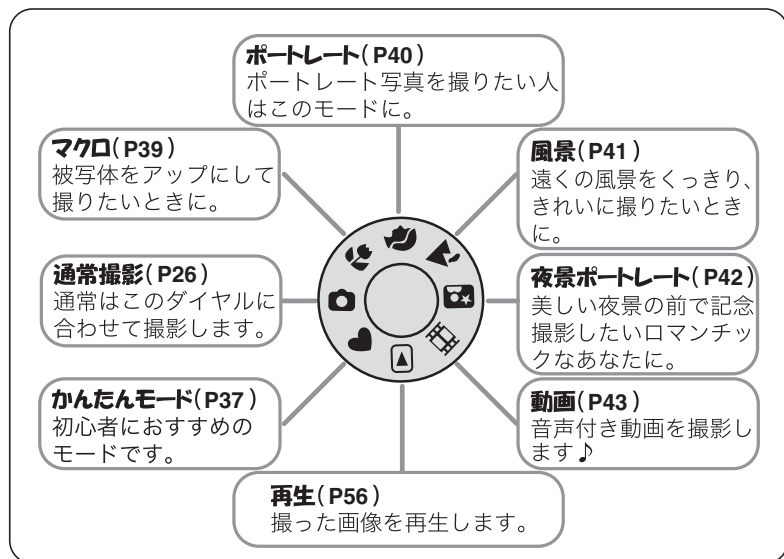 ポートレート(P40)
ポートレート写真を撮りたい人
はこのモードに。
マクロ(P39)
被写体をアップにして
撮りたいときに。
風景(P41)
遠くの風景をくっきり、
きれいに撮りたいとき
に。
通常撮影(P26)
通常はこのダイヤルに
合わせて撮影します。
夜景ポートレート(P42)
美しい夜景の前で記念
撮影したいロマンチッ
クなあなたに。
かんたんモード(P37)
初心者におすすめの
モードです。
動画(P43)
音声付き動画を撮影し
ます♪
再生(P56)
撮った画像を再生します。